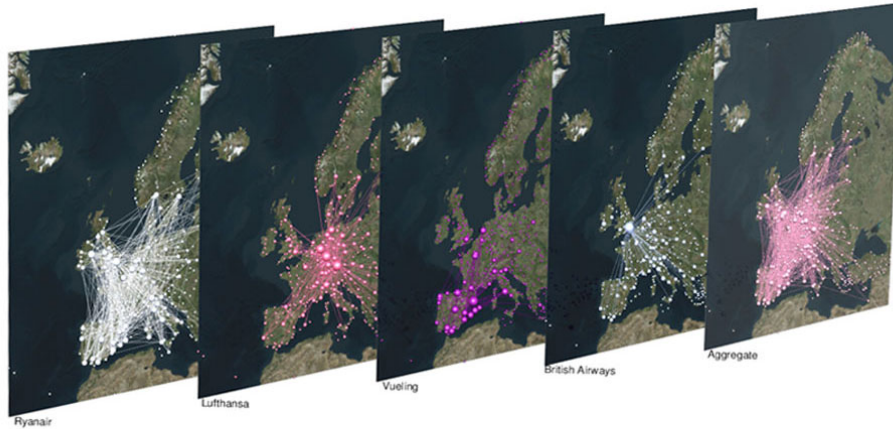 Ryanair
Lufthansa
Vueling
British Airways
Aggregate